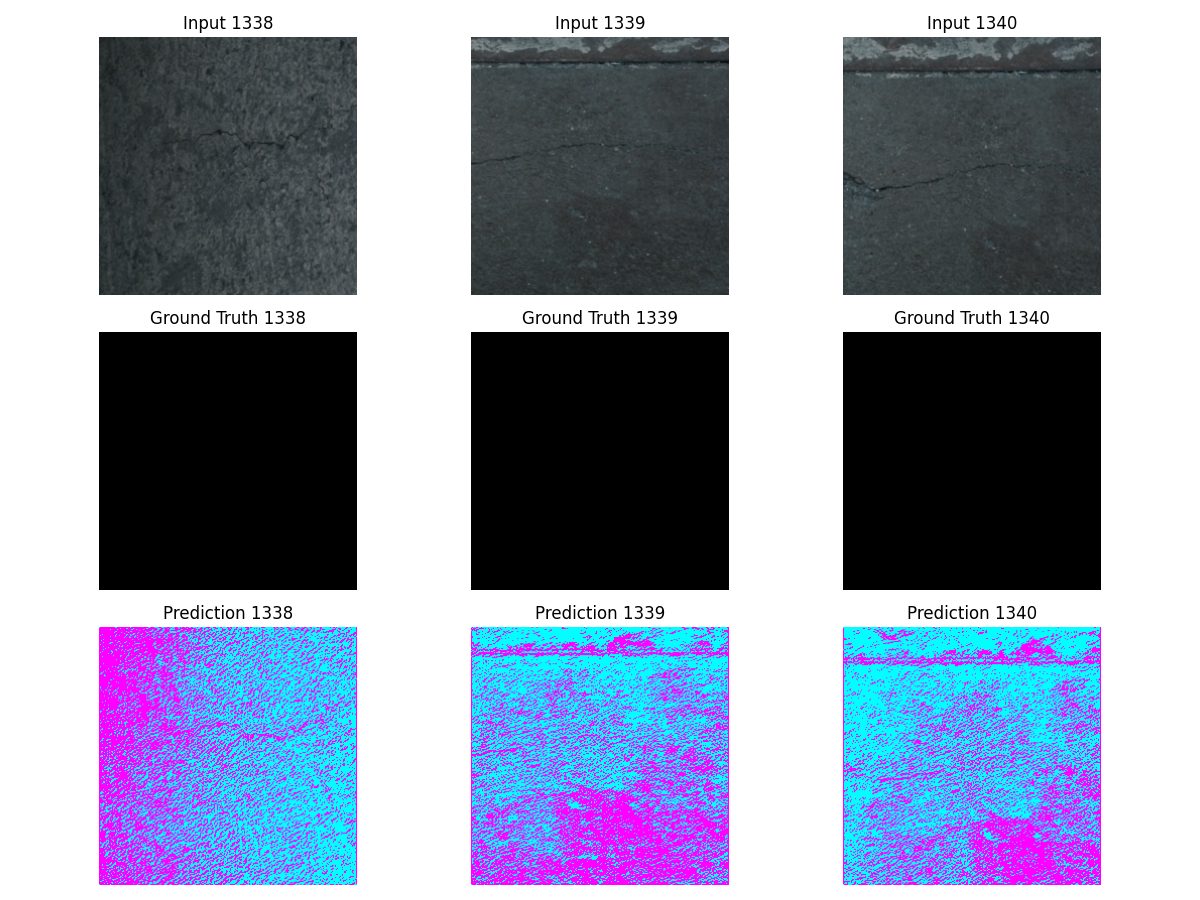 Input 1338
Input 1339
Input 1340
Ground Truth 1338
Ground Truth 1339
Ground Truth 1340
Prediction 1338
Prediction 1339
Prediction 1340